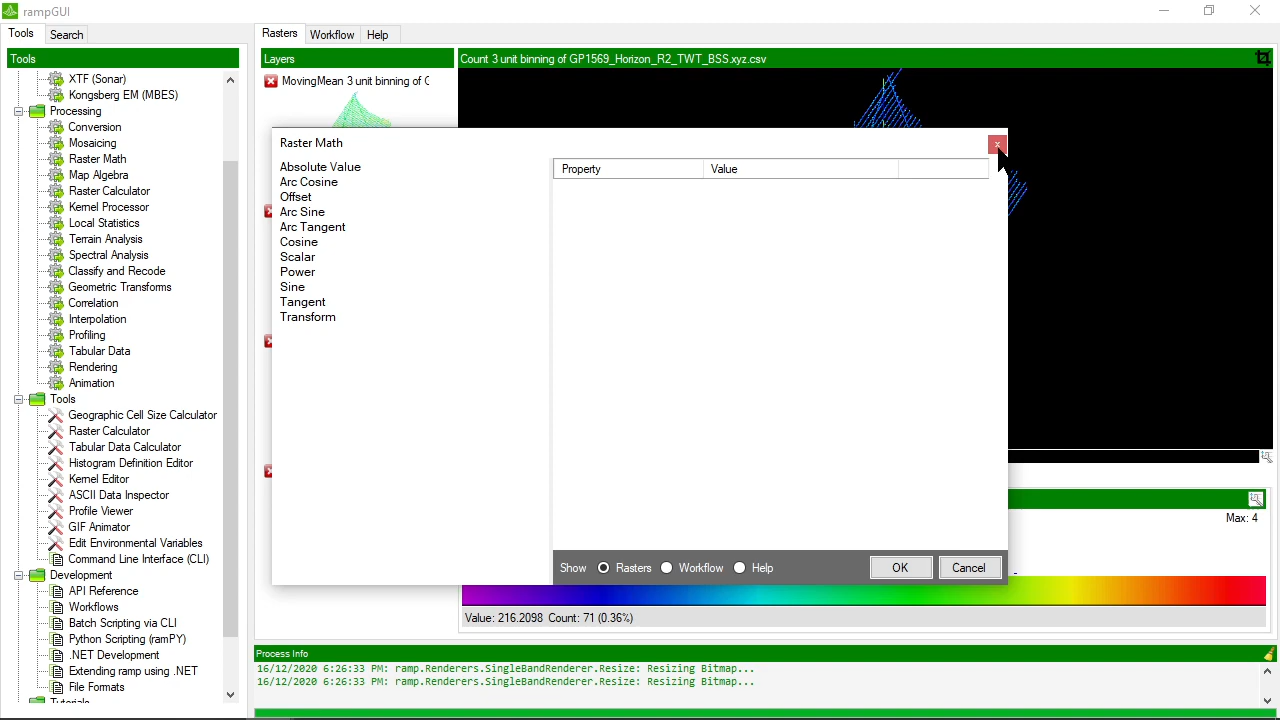 rampGUI
Tools
Search
Tools
XTF (Sonar)
Kongsberg EM (MBES)
Processing
Conversion
Mosaicing
Raster Math
Map Algebra
Raster Calculator
Kernel Processor
Local Statistics
Terrain Analysis
Spectral Analysis
Classify and Recode
Geometric Transforms
Correlation
Interpolation
Profiling
Tabular Data
Rendering
Animation
Tools
Geographic Cell Size Calculator
Raster Calculator
Tabular Data Calculator
Histogram Definition Editor
Kernel Editor
ASCII Data Inspector
Profile Viewer
GIF Animator
Edit Environmental Variables
Command Line Interface (CLI)
Development
API Reference
Workflows
Batch Scripting via CLI
Python Scripting (ramPY)
.NET Development
Extending ramp using .NET
File Formats
Tutorials
Rasters
Workflow
Help
Layers
MovingMean 3 unit binning of
Count 3 unit binning of GP1569_Horizon_R2_TWT_BSS.xyz.csv
Raster Math
Absolute Value
Arc Cosine
Offset
Arc Sine
Arc Tangent
Cosine
Scalar
Power
Sine
Tangent
Transform
Property
Value
Show
Rasters
Workflow
Help
OK
Cancel
Max: 4
Value: 216.2098 Count: 71 (0.36%)
Process Info
16/12/2020 6:26:33 PM: ramp.Renderers.SingleBandRenderer.Resize: Resizing Bitmap...
16/12/2020 6:26:33 PM: ramp.Renderers.SingleBandRenderer.Resize: Resizing Bitmap...